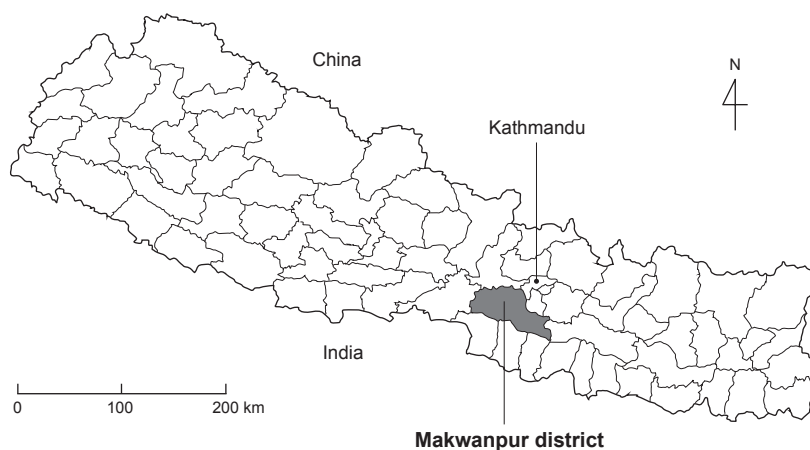 China
N
Kathmandu
India
0 100 200 km
Makwanpur district